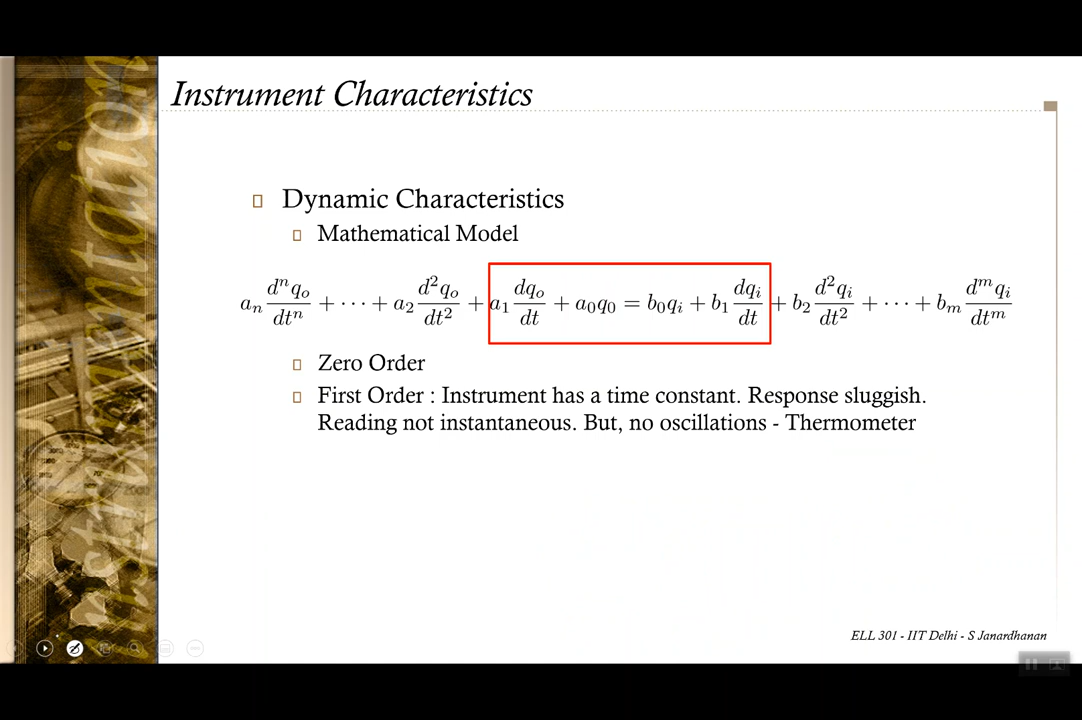 Instrument Characteristics
Dynamic Characteristics
Mathematical Model
a_n d^n q_o/dt^n + ⋯ + a_2 d^2 q_o/dt^2 + a_1 dq_o/dt + a_0 q_0 = b_0 q_i + b_1 dq_i/dt + b_2 d^2 q_i/dt^2 + ⋯ + b_m d^m q_i/dt^m
Zero Order
First Order : Instrument has a time constant. Response sluggish.
Reading not instantaneous. But, no oscillations - Thermometer
ELL 301 - IIT Delhi - S Janardhanan